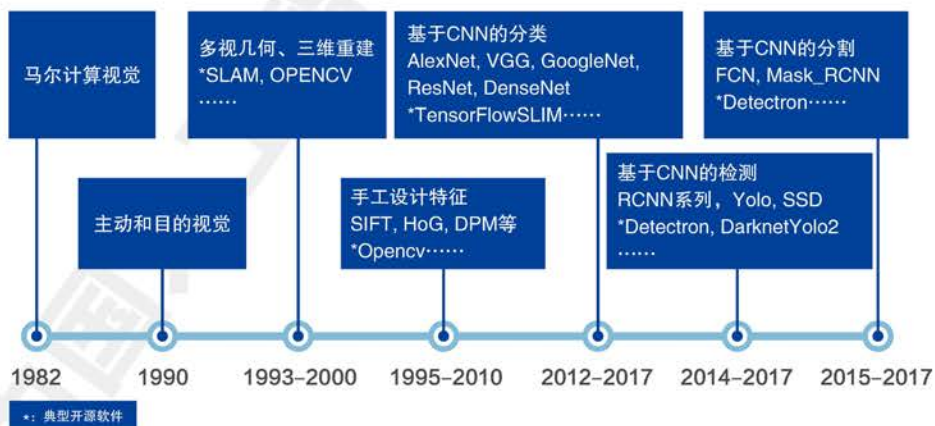 马尔计算视觉
多视几何、三维重建
*SLAM, OPENCV
……
基于CNN的分类
AlexNet, VGG, GoogleNet,
ResNet, DenseNet
*TensorFlowSLIM……
基于CNN的分割
FCN, Mask_RCNN
*Detectron……
主动和目的视觉
手工设计特征
SIFT, HoG, DPM等
*Opencv……
基于CNN的检测
RCNN系列，Yolo, SSD
*Detectron, DarknetYolo2
……
1982
1990
1993–2000
1995–2010
2012–2017
2014–2017
2015–2017
*：典型开源软件